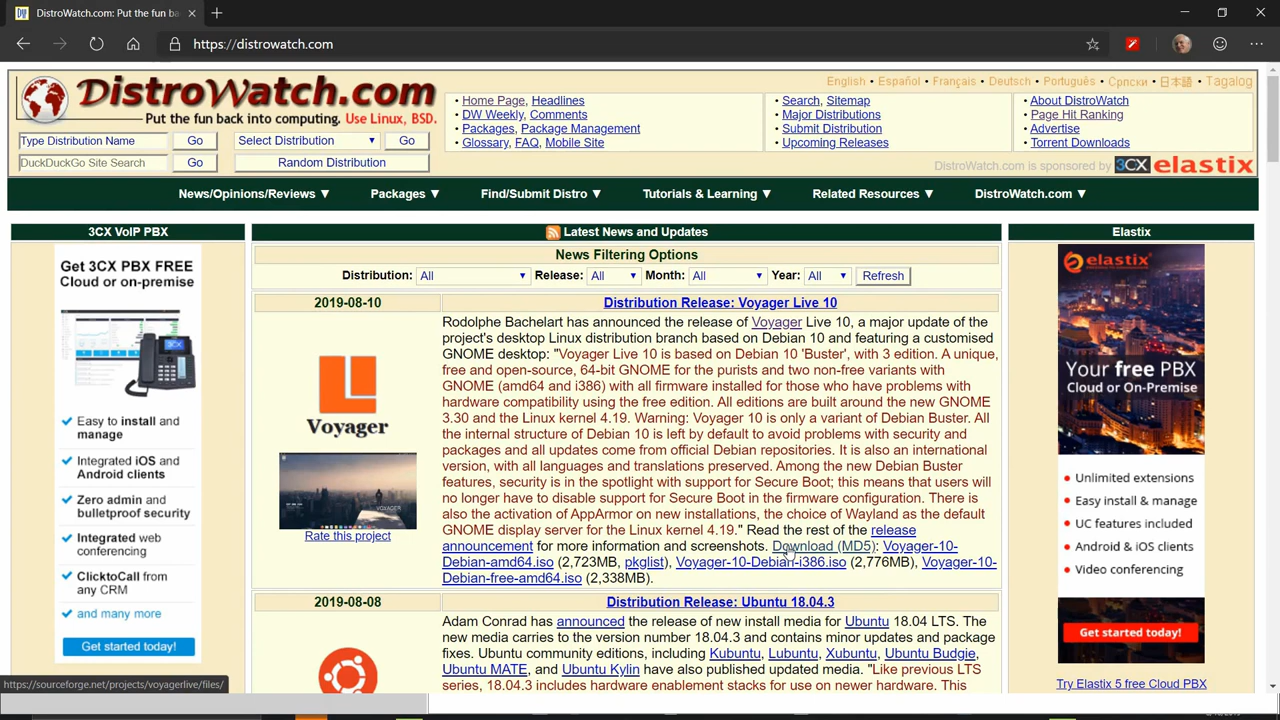 DistroWatch.com: Put the fun ba
https://distrowatch.com
DistroWatch.com
Put the fun back into computing. Use Linux, BSD.
English • Español • Français • Deutsch • Português • Српски • 日本語 • Tagalog
Type Distribution Name Go Select Distribution ▼ Go
DuckDuckGo Site Search Go Random Distribution
• Home Page, Headlines
• DW Weekly, Comments
• Packages, Package Management
• Glossary, FAQ, Mobile Site
• Search, Sitemap
• Major Distributions
• Submit Distribution
• Upcoming Releases
• About DistroWatch
• Page Hit Ranking
• Advertise
• Torrent Downloads
DistroWatch.com is sponsored by 3CX elastix
News/Opinions/Reviews ▼ Packages ▼ Find/Submit Distro ▼ Tutorials & Learning ▼ Related Resources ▼ DistroWatch.com ▼
3CX VoIP PBX
Get 3CX PBX FREE
Cloud or on-premise
Easy to install and
manage
Integrated iOS and
Android clients
Zero admin and
bulletproof security
Integrated web
conferencing
ClicktoCall from
any CRM
and many more
Get started today!
Latest News and Updates
News Filtering Options
Distribution: All ▼ Release: All ▼ Month: All ▼ Year: All ▼ Refresh
2019-08-10
Distribution Release: Voyager Live 10
Voyager
Rate this project
Rodolphe Bachelart has announced the release of Voyager Live 10, a major update of the
project's desktop Linux distribution branch based on Debian 10 and featuring a customised
GNOME desktop: "Voyager Live 10 is based on Debian 10 'Buster', with 3 edition. A unique,
free and open-source, 64-bit GNOME for the purists and two non-free variants with
GNOME (amd64 and i386) with all firmware installed for those who have problems with
hardware compatibility using the free edition. All editions are built around the new GNOME
3.30 and the Linux kernel 4.19. Warning: Voyager 10 is only a variant of Debian Buster. All
the internal structure of Debian 10 is left by default to avoid problems with security and
packages and all updates come from official Debian repositories. It is also an international
version, with all languages and translations preserved. Among the new Debian Buster
features, security is in the spotlight with support for Secure Boot; this means that users will
no longer have to disable support for Secure Boot in the firmware configuration. There is
also the activation of AppArmor on new installations, the choice of Wayland as the default
GNOME display server for the Linux kernel 4.19." Read the rest of the release
announcement for more information and screenshots. Download (MD5): Voyager-10-
Debian-amd64.iso (2,723MB, pkglist), Voyager-10-Debian-i386.iso (2,776MB), Voyager-10-
Debian-free-amd64.iso (2,338MB).
2019-08-08
Distribution Release: Ubuntu 18.04.3
Adam Conrad has announced the release of new install media for Ubuntu 18.04 LTS. The
new media carries to the version number 18.04.3 and contains minor updates and package
fixes. Ubuntu community editions, including Kubuntu, Lubuntu, Xubuntu, Ubuntu Budgie,
Ubuntu MATE, and Ubuntu Kylin have also published updated media. "Like previous LTS
series, 18.04.3 includes hardware enablement stacks for use on newer hardware. This
Elastix
elastix
Your free PBX
Cloud or On-Premise
• Unlimited extensions
• Easy install & manage
• UC features included
• Android & iOS clients
• Video conferencing
Get started today!
Try Elastix 5 free Cloud PBX
https://sourceforge.net/projects/voyagerlive/files/